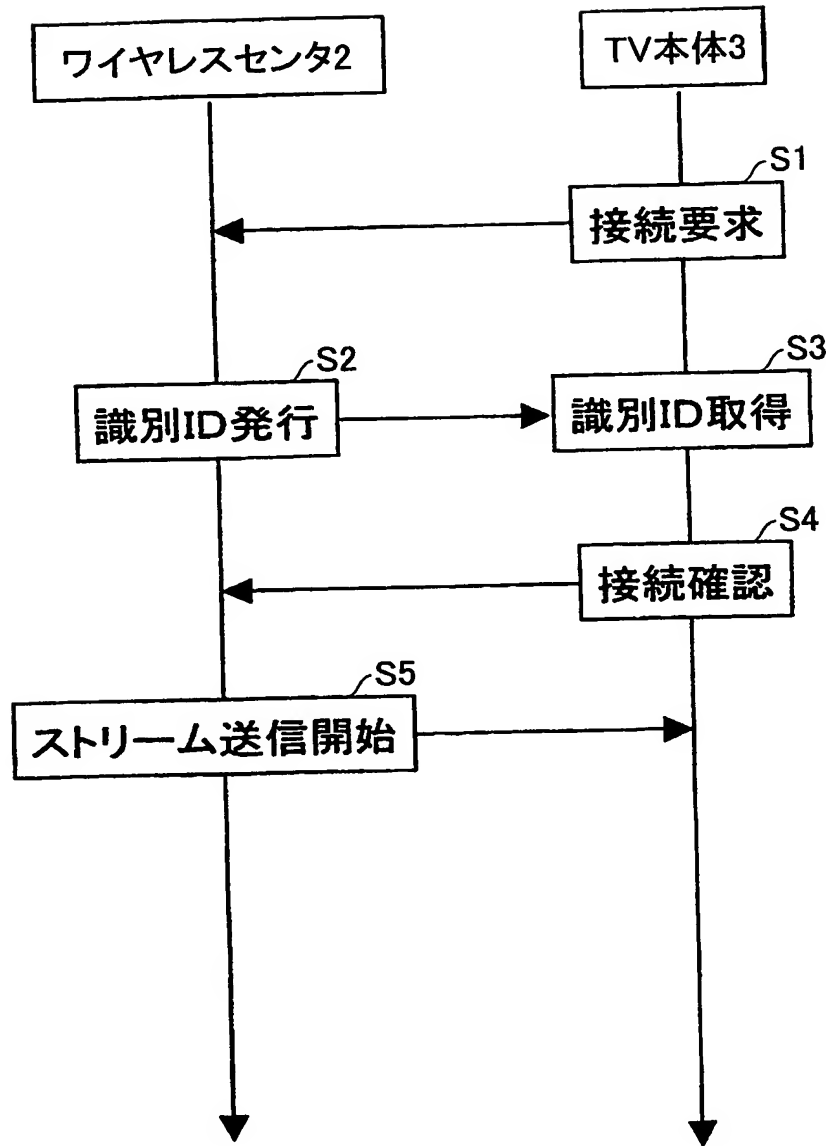 ワイヤレスセンタ2
TV本体3
S1
接続要求
S2
識別ID発行
S3
識別ID取得
S4
接続確認
S5
ストリーム送信開始